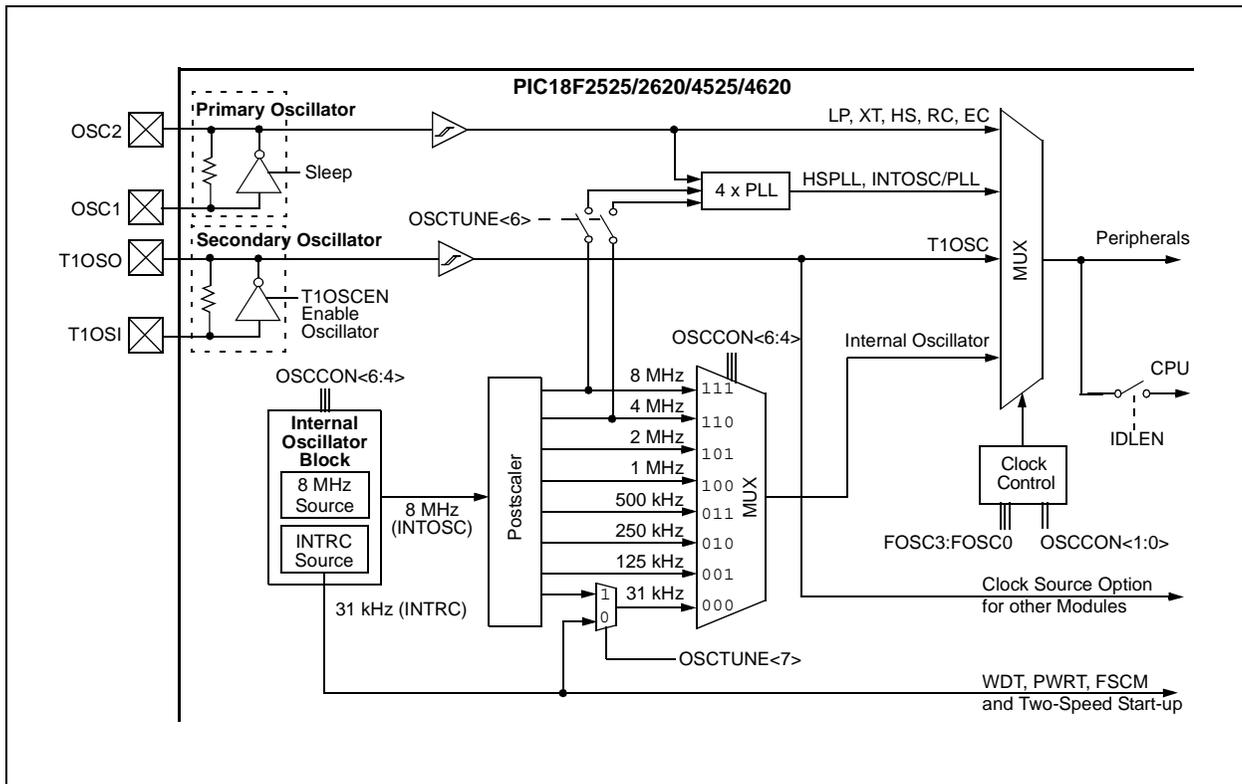 PIC18F2525/2620/4525/4620
Primary Oscillator
OSC2
Sleep
OSC1
LP, XT, HS, RC, EC
4 x PLL
HSPLL, INTOSC/PLL
OSCTUNE<6>
Secondary Oscillator
T1OSO
T1OSCEN
Enable
Oscillator
T1OSI
T1OSC
MUX
Peripherals
Internal Oscillator
CPU
IDLEN
Clock
Control
FOSC3:FOSC0
OSCCON<1:0>
Clock Source Option
for other Modules
OSCCON<6:4>
Internal
Oscillator
Block
8 MHz
Source
INTRC
Source
8 MHz
(INTOSC)
31 kHz (INTRC)
Postscaler
OSCCON<6:4>
8 MHz
111
4 MHz
110
2 MHz
101
1 MHz
100
500 kHz
011
250 kHz
010
125 kHz
001
1
0
31 kHz
000
MUX
OSCTUNE<7>
WDT, PWRT, FSCM
and Two-Speed Start-up